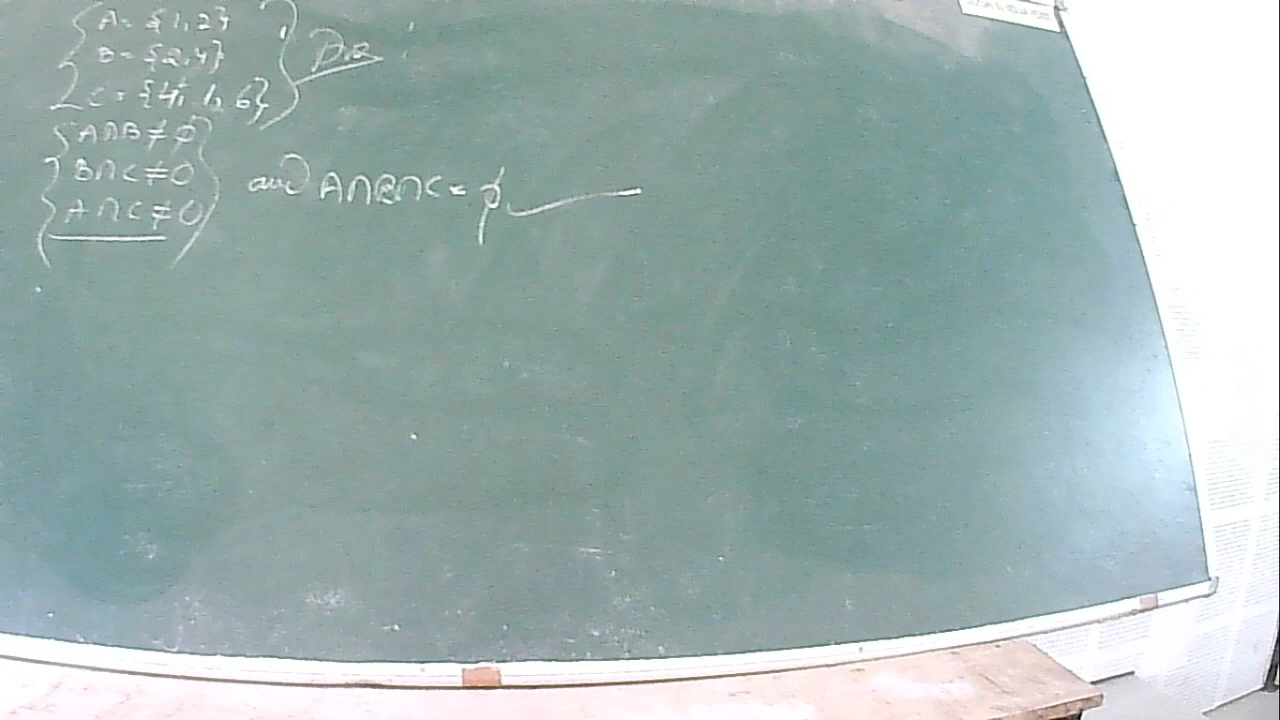 A = {1, 2}
B = {2, 4}
C = {4, 1, 6}
A∩B ≠ φ
B∩C ≠ 0
A∩C ≠ 0
and A∩B∩C = φ